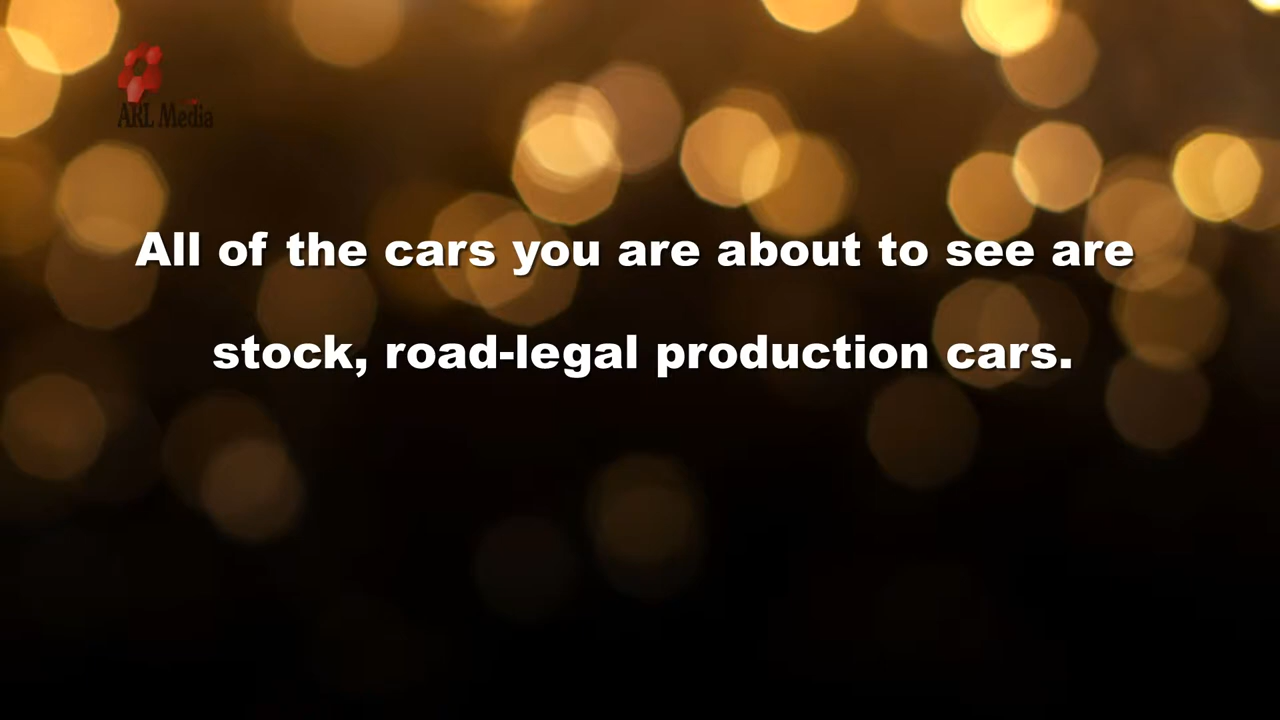 ARL Media
All of the cars you are about to see are
stock, road-legal production cars.